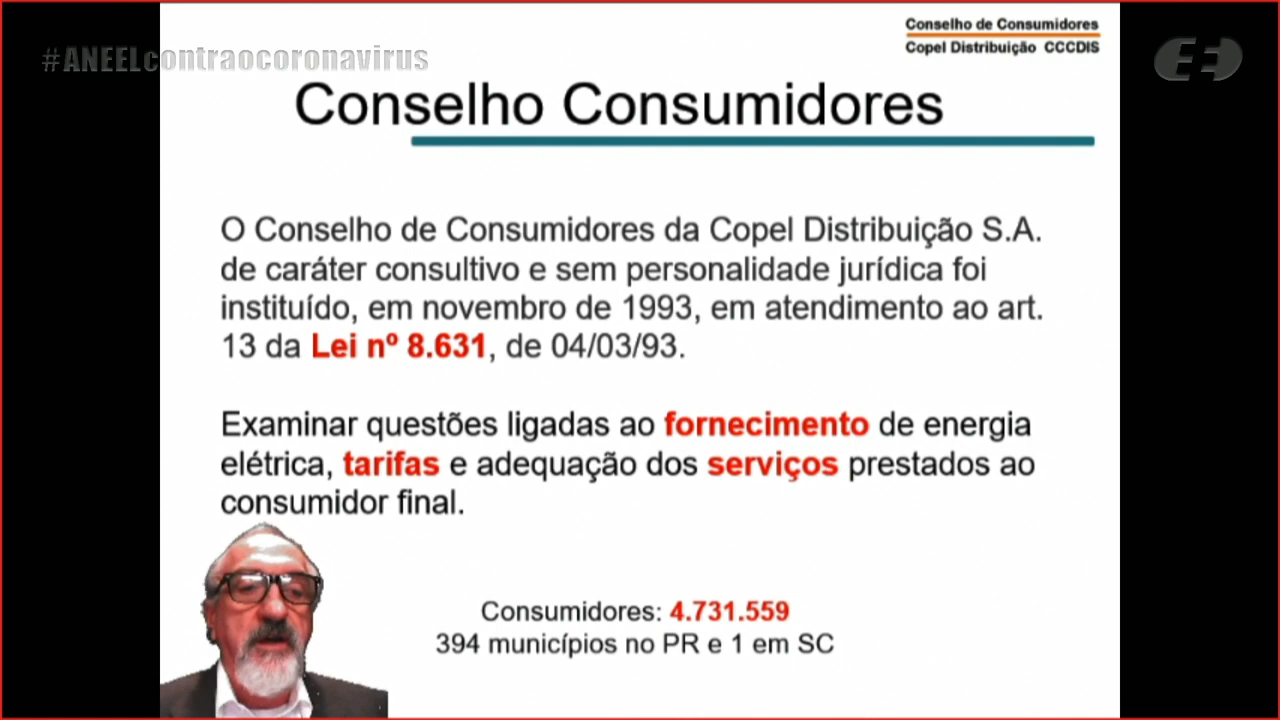 Conselho de Consumidores
Copel Distribuição CCCDIS
#ANEELcontraocoronavirus
Conselho Consumidores
O Conselho de Consumidores da Copel Distribuição S.A.
de caráter consultivo e sem personalidade jurídica foi
instituído, em novembro de 1993, em atendimento ao art.
13 da Lei nº 8.631, de 04/03/93.
Examinar questões ligadas ao fornecimento de energia
elétrica, tarifas e adequação dos serviços prestados ao
consumidor final.
Consumidores: 4.731.559
394 municípios no PR e 1 em SC